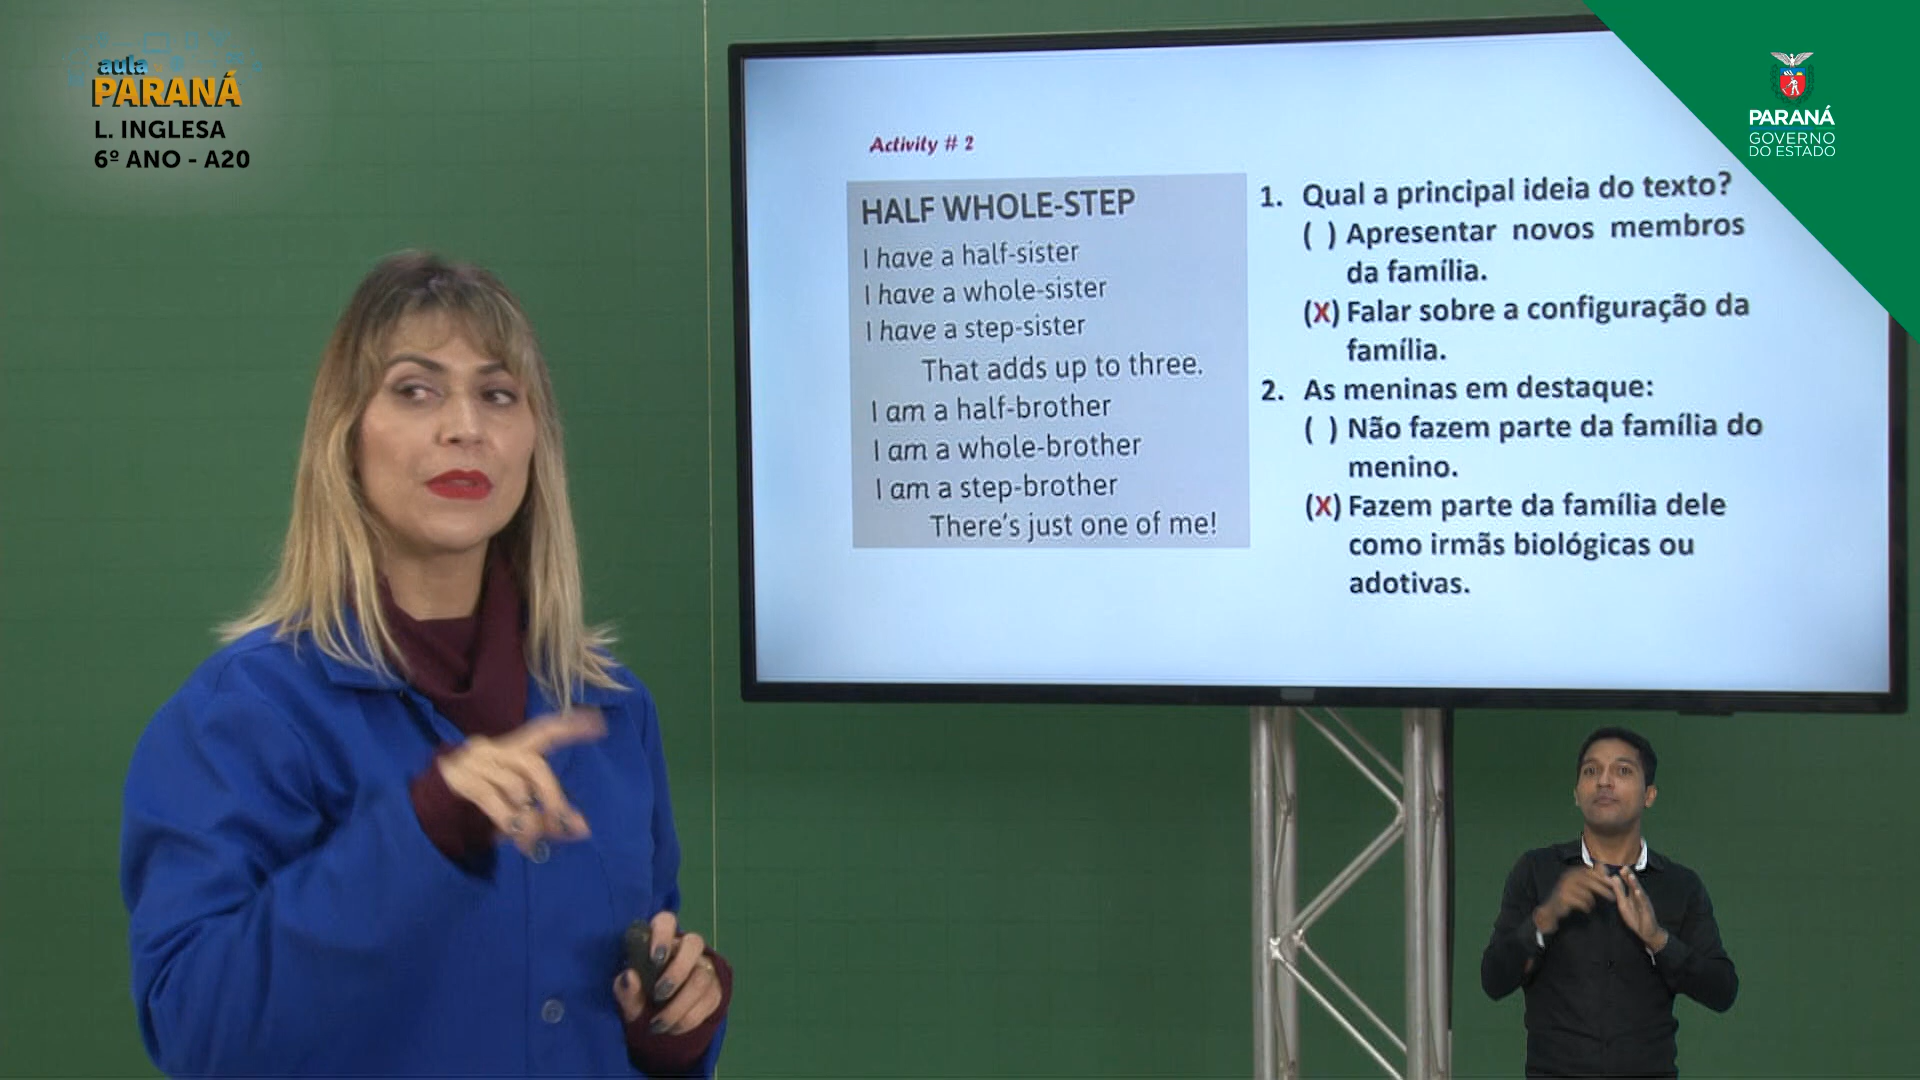 aula
PARANÁ
L. INGLESA
6º ANO - A20
PARANÁ
GOVERNO
DO ESTADO
Activity # 2
HALF WHOLE-STEP
I have a half-sister
I have a whole-sister
I have a step-sister
That adds up to three.
I am a half-brother
I am a whole-brother
I am a step-brother
There's just one of me!
1. Qual a principal ideia do texto?
( ) Apresentar novos membros
da família.
(X) Falar sobre a configuração da
família.
2. As meninas em destaque:
( ) Não fazem parte da família do
menino.
(X) Fazem parte da família dele
como irmãs biológicas ou
adotivas.